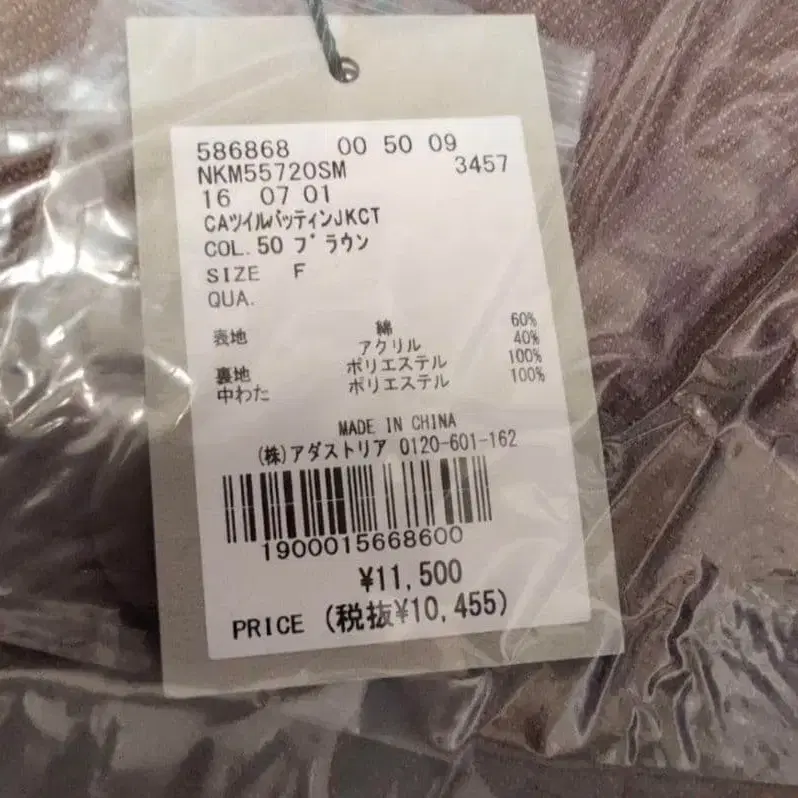 586868 00 50 09
NKM55720SM 3457
16 07 01
CAツイルパッティンJKCT
COL.50 ブラウン
SIZE F
QUA.
表地 綿 60%
アクリル 40%
裏地 ポリエステル 100%
中わた ポリエステル 100%
MADE IN CHINA
(株)アダストリア 0120-601-162
1900015668600
¥11,500
PRICE (税抜¥10,455)